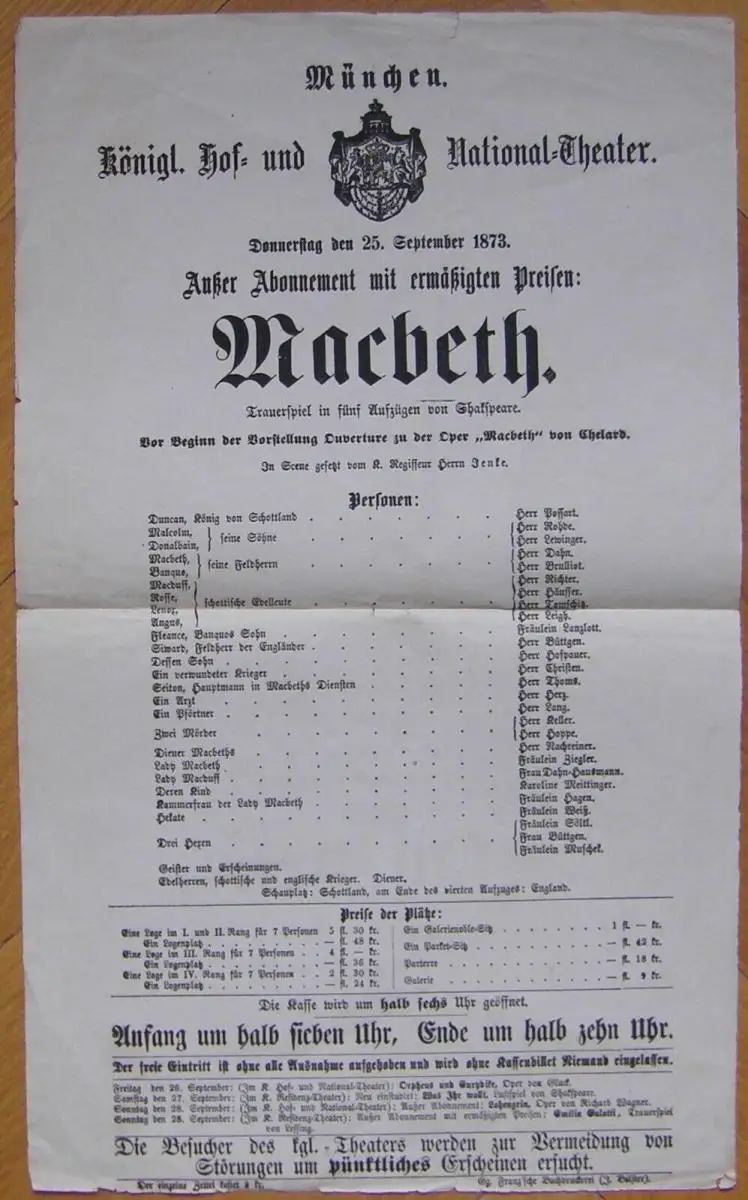 München.
Königl. Hof- und National-Theater.
Donnerstag den 25. September 1873.
Außer Abonnement mit ermäßigten Preisen:
Macbeth.
Trauerspiel in fünf Aufzügen von Shakspeare.
Vor Beginn der Vorstellung Ouverture zu der Oper „Macbeth“ von Chelard.
In Scene gesetzt vom K. Regisseur Herrn Jenke.
Personen:
Duncan, König von Schottland . . . . . . . Herr Possart.
Malcolm, } seine Söhne . . . . . . . { Herr Rohde.
Donalbain, Herr Lewinger.
Macbeth, } seine Feldherrn . . . . . . . { Herr Dahn.
Banquo, Herr Brulliot.
Macduff, { Herr Richter.
Rosse, } schottische Edelleute . . . . . . . Herr Häusser.
Lenox, Herr Tomschitz.
Angus, Herr Leigh.
Fleance, Banquos Sohn . . . . . . . Fräulein Lanzlott.
Siward, Feldherr der Engländer . . . . . . . Herr Büttgen.
Dessen Sohn . . . . . . . Herr Hofpauer.
Ein verwundeter Krieger . . . . . . . Herr Christen.
Seiton, Hauptmann in Macbeths Diensten . . . . . Herr Thoms.
Ein Arzt . . . . . . . Herr Herz.
Ein Pförtner . . . . . . . Herr Lang.
Zwei Mörder . . . . . . . { Herr Keller.
Herr Hoppe.
Diener Macbeths . . . . . . . Herr Nachreiner.
Lady Macbeth . . . . . . . Fräulein Ziegler.
Lady Macduff . . . . . . . Frau Dahn-Hausmann.
Deren Kind . . . . . . . Karoline Meittinger.
Kammerfrau der Lady Macbeth . . . . . . . Fräulein Hagen.
Hekate . . . . . . . Fräulein Weiß.
Drei Hexen . . . . . . . { Fräulein Söltl.
Frau Büttgen.
Fräulein Muschek.
Geister und Erscheinungen.
Edelherren, schottische und englische Krieger. Diener.
Schauplatz: Schottland, am Ende des vierten Aufzuges: England.
Preise der Plätze:
Eine Loge im I. und II. Rang für 7 Personen 5 fl. 30 kr.
Ein Logenplatz . . . . . . . — fl. 48 kr.
Eine Loge im III. Rang für 7 Personen . . 4 fl. — kr.
Ein Logenplatz . . . . . . . — fl. 36 kr.
Eine Loge im IV. Rang für 7 Personen . . 2 fl. 30 kr.
Ein Logenplatz . . . . . . . — fl. 24 kr.
Ein Galerienoble-Sitz . . . . . . . 1 fl. — kr.
Ein Parket-Sitz . . . . . . . — fl. 42 kr.
Parterre . . . . . . . — fl. 18 kr.
Galerie . . . . . . . — fl. 9 kr.
Die Kasse wird um halb sechs Uhr geöffnet.
Anfang um halb sieben Uhr, Ende um halb zehn Uhr.
Der freie Eintritt ist ohne alle Ausnahme aufgehoben und wird ohne Kassenbillet Niemand eingelassen.
Freitag den 26. September: (Im K. Hof- und National-Theater): Orpheus und Eurydike, Oper von Gluck.
Samstag den 27. September: (Im K. Residenz-Theater): Neu einstudirt: Was Ihr wollt, Lustspiel von Shakspeare.
Sonntag den 28. September: (Im K. Hof und National-Theater): Außer Abonnement: Lohengrin, Oper von Richard Wagner.
Sonntag den 28. September: (Im K. Residenz-Theater): Außer Abonnement mit ermäßigten Preisen: Emilia Galotti, Trauerspiel
von Lessing.
Die Besucher des kgl. Theaters werden zur Vermeidung von
Störungen um pünktliches Erscheinen ersucht.
Der einzelne Zettel kostet 3 kr. Gg. Franz'sche Buchdruckerei